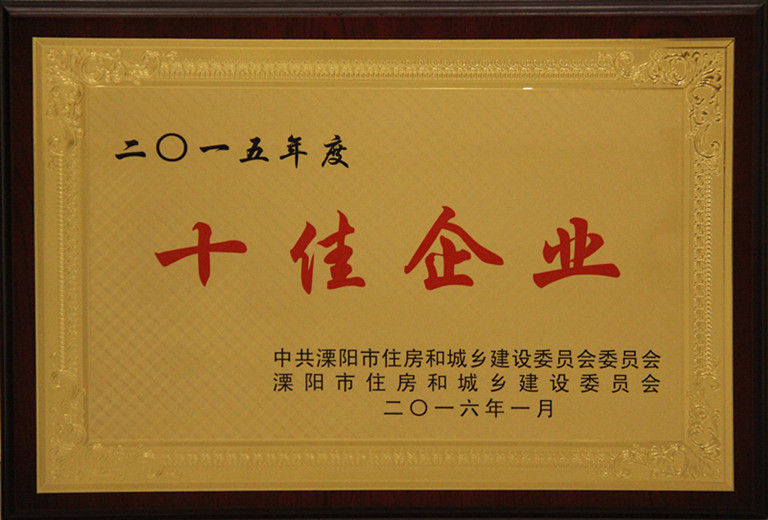 二〇一五年度
十佳企业
中共溧阳市住房和城乡建设委员会委员会
溧阳市住房和城乡建设委员会
二〇一六年一月